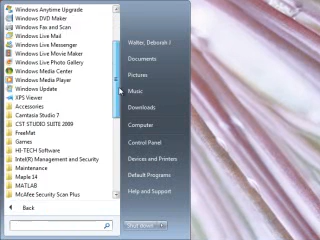 Windows Anytime Upgrade
Windows DVD Maker
Windows Fax and Scan
Windows Live Mail
Windows Live Messenger
Windows Live Movie Maker
Windows Live Photo Gallery
Windows Media Center
Windows Media Player
Windows Update
XPS Viewer
Accessories
Camtasia Studio 7
CST STUDIO SUITE 2009
FreeMat
Games
HI-TECH Software
Intel(R) Management and Security
Maintenance
Maple 14
MATLAB
McAfee Security Scan Plus
Back
Walter, Deborah J
Documents
Pictures
Music
Downloads
Computer
Control Panel
Devices and Printers
Default Programs
Help and Support
Shut down